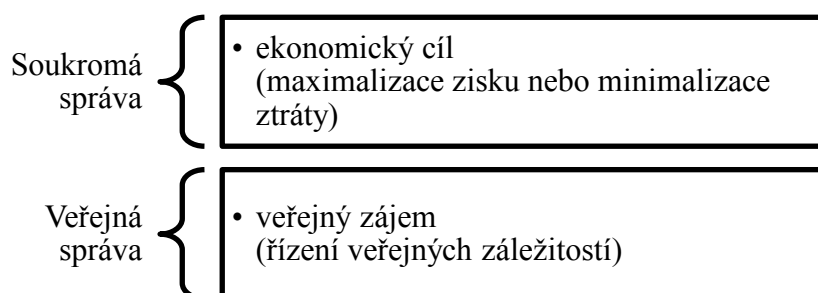 Soukromá
správa
• ekonomický cíl
(maximalizace zisku nebo minimalizace
ztráty)
Veřejná
správa
• veřejný zájem
(řízení veřejných záležitostí)